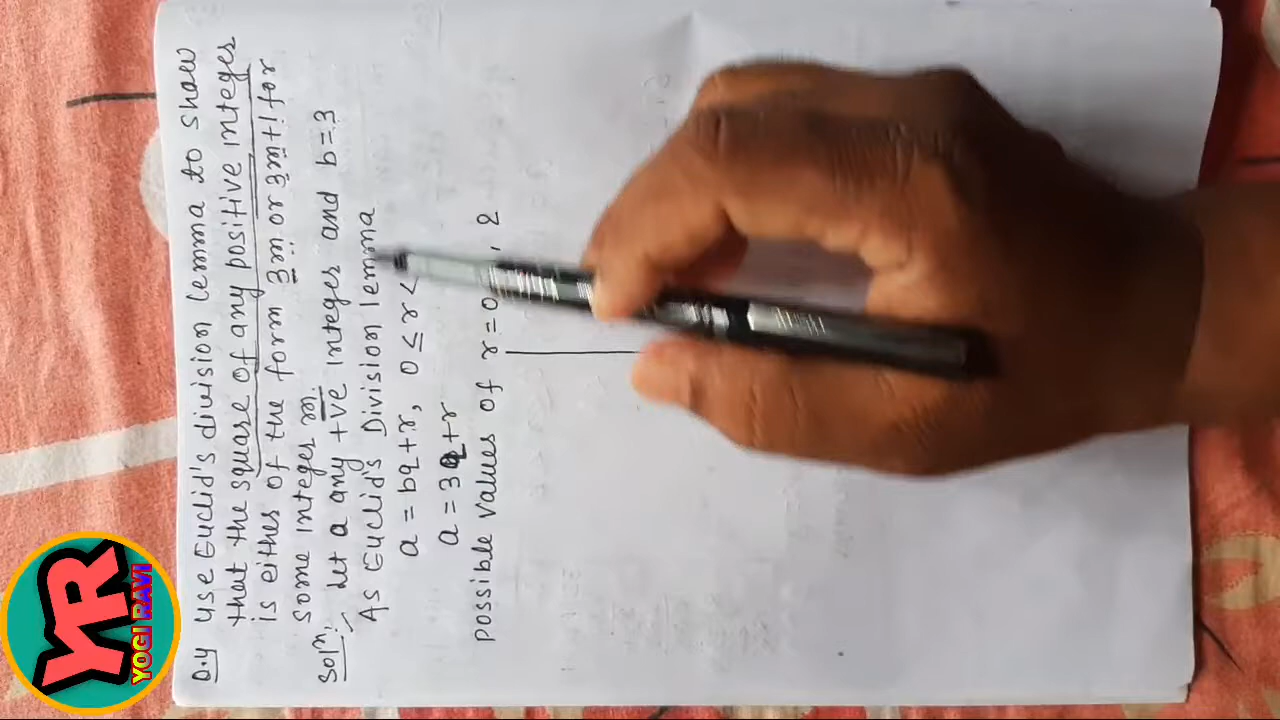 Q.4 Use Euclid's division lemma to show
that the square of any positive integer
is either of the form 3m or 3m+1 for
some integer m.
Solⁿ. Let a any +ve integer and b=3
As Euclid's Division lemma
a = bq+r, 0 ≤ r <
a = 3q+r
possible values of r=0 , 2
YR
YOGI RAVI